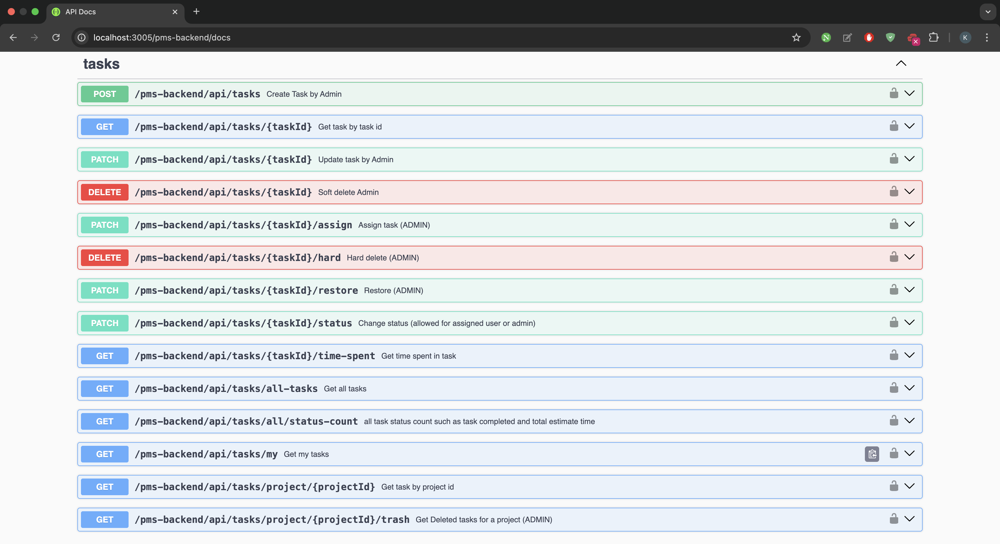 API Docs
localhost:3005/pms-backend/docs
K
tasks
POST /pms-backend/api/tasks Create Task by Admin
GET /pms-backend/api/tasks/{taskId} Get task by task id
PATCH /pms-backend/api/tasks/{taskId} Update task by Admin
DELETE /pms-backend/api/tasks/{taskId} Soft delete Admin
PATCH /pms-backend/api/tasks/{taskId}/assign Assign task (ADMIN)
DELETE /pms-backend/api/tasks/{taskId}/hard Hard delete (ADMIN)
PATCH /pms-backend/api/tasks/{taskId}/restore Restore (ADMIN)
PATCH /pms-backend/api/tasks/{taskId}/status Change status (allowed for assigned user or admin)
GET /pms-backend/api/tasks/{taskId}/time-spent Get time spent in task
GET /pms-backend/api/tasks/all-tasks Get all tasks
GET /pms-backend/api/tasks/all/status-count all task status count such as task completed and total estimate time
GET /pms-backend/api/tasks/my Get my tasks
GET /pms-backend/api/tasks/project/{projectId} Get task by project id
GET /pms-backend/api/tasks/project/{projectId}/trash Get Deleted tasks for a project (ADMIN)